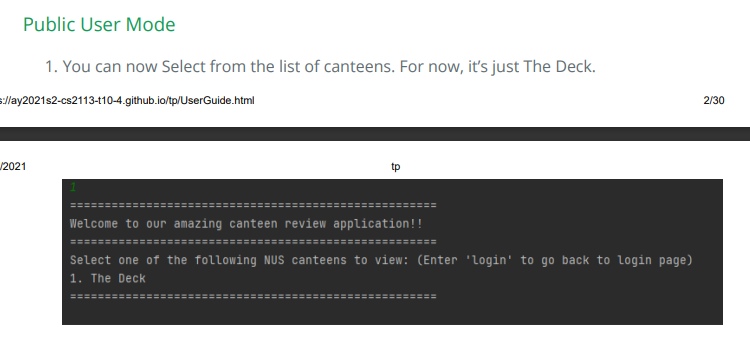 Public User Mode
1. You can now Select from the list of canteens. For now, it’s just The Deck.
s://ay2021s2-cs2113-t10-4.github.io/tp/UserGuide.html 2/30
/2021 tp
1
=====================================================
Welcome to our amazing canteen review application!!
=====================================================
Select one of the following NUS canteens to view: (Enter 'login' to go back to login page)
1. The Deck
=====================================================